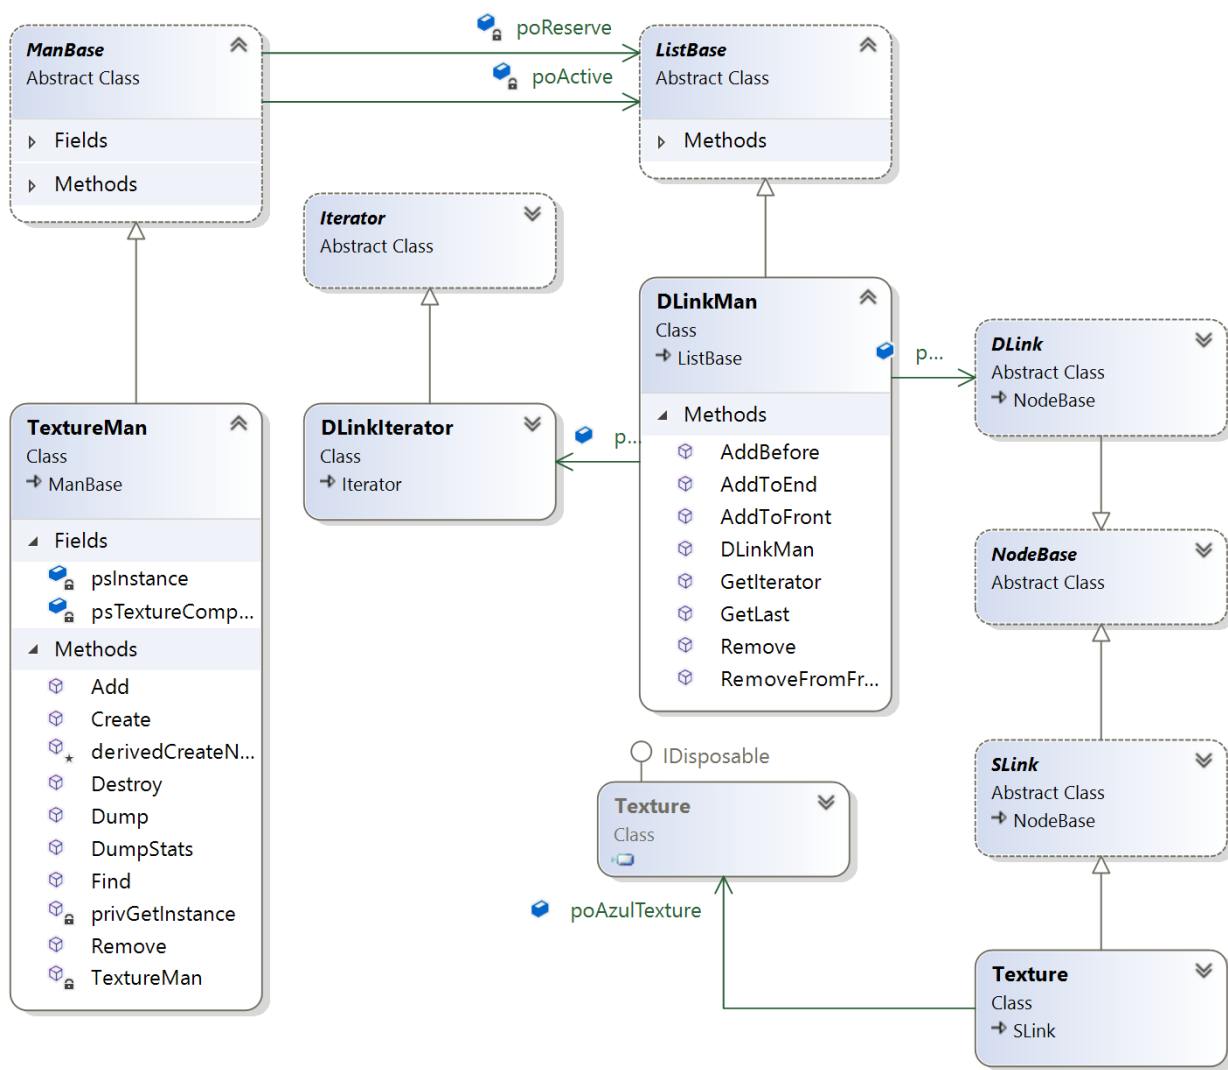 ManBase
Abstract Class
Fields
Methods
poReserve
poActive
ListBase
Abstract Class
Methods
Iterator
Abstract Class
DLinkMan
Class
ListBase
Methods
AddBefore
AddToEnd
AddToFront
DLinkMan
GetIterator
GetLast
Remove
RemoveFromFr...
p...
p...
DLink
Abstract Class
NodeBase
TextureMan
Class
ManBase
Fields
psInstance
psTextureComp...
Methods
Add
Create
derivedCreateN...
Destroy
Dump
DumpStats
Find
privGetInstance
Remove
TextureMan
DLinkIterator
Class
Iterator
NodeBase
Abstract Class
IDisposable
Texture
Class
poAzulTexture
SLink
Abstract Class
NodeBase
Texture
Class
SLink